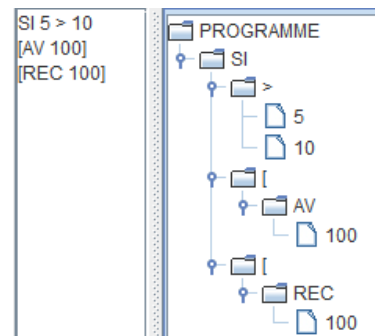 SI 5 > 10
[AV 100]
[REC 100]
PROGRAMME
SI
>
5
10
[
AV
100
[
REC
100